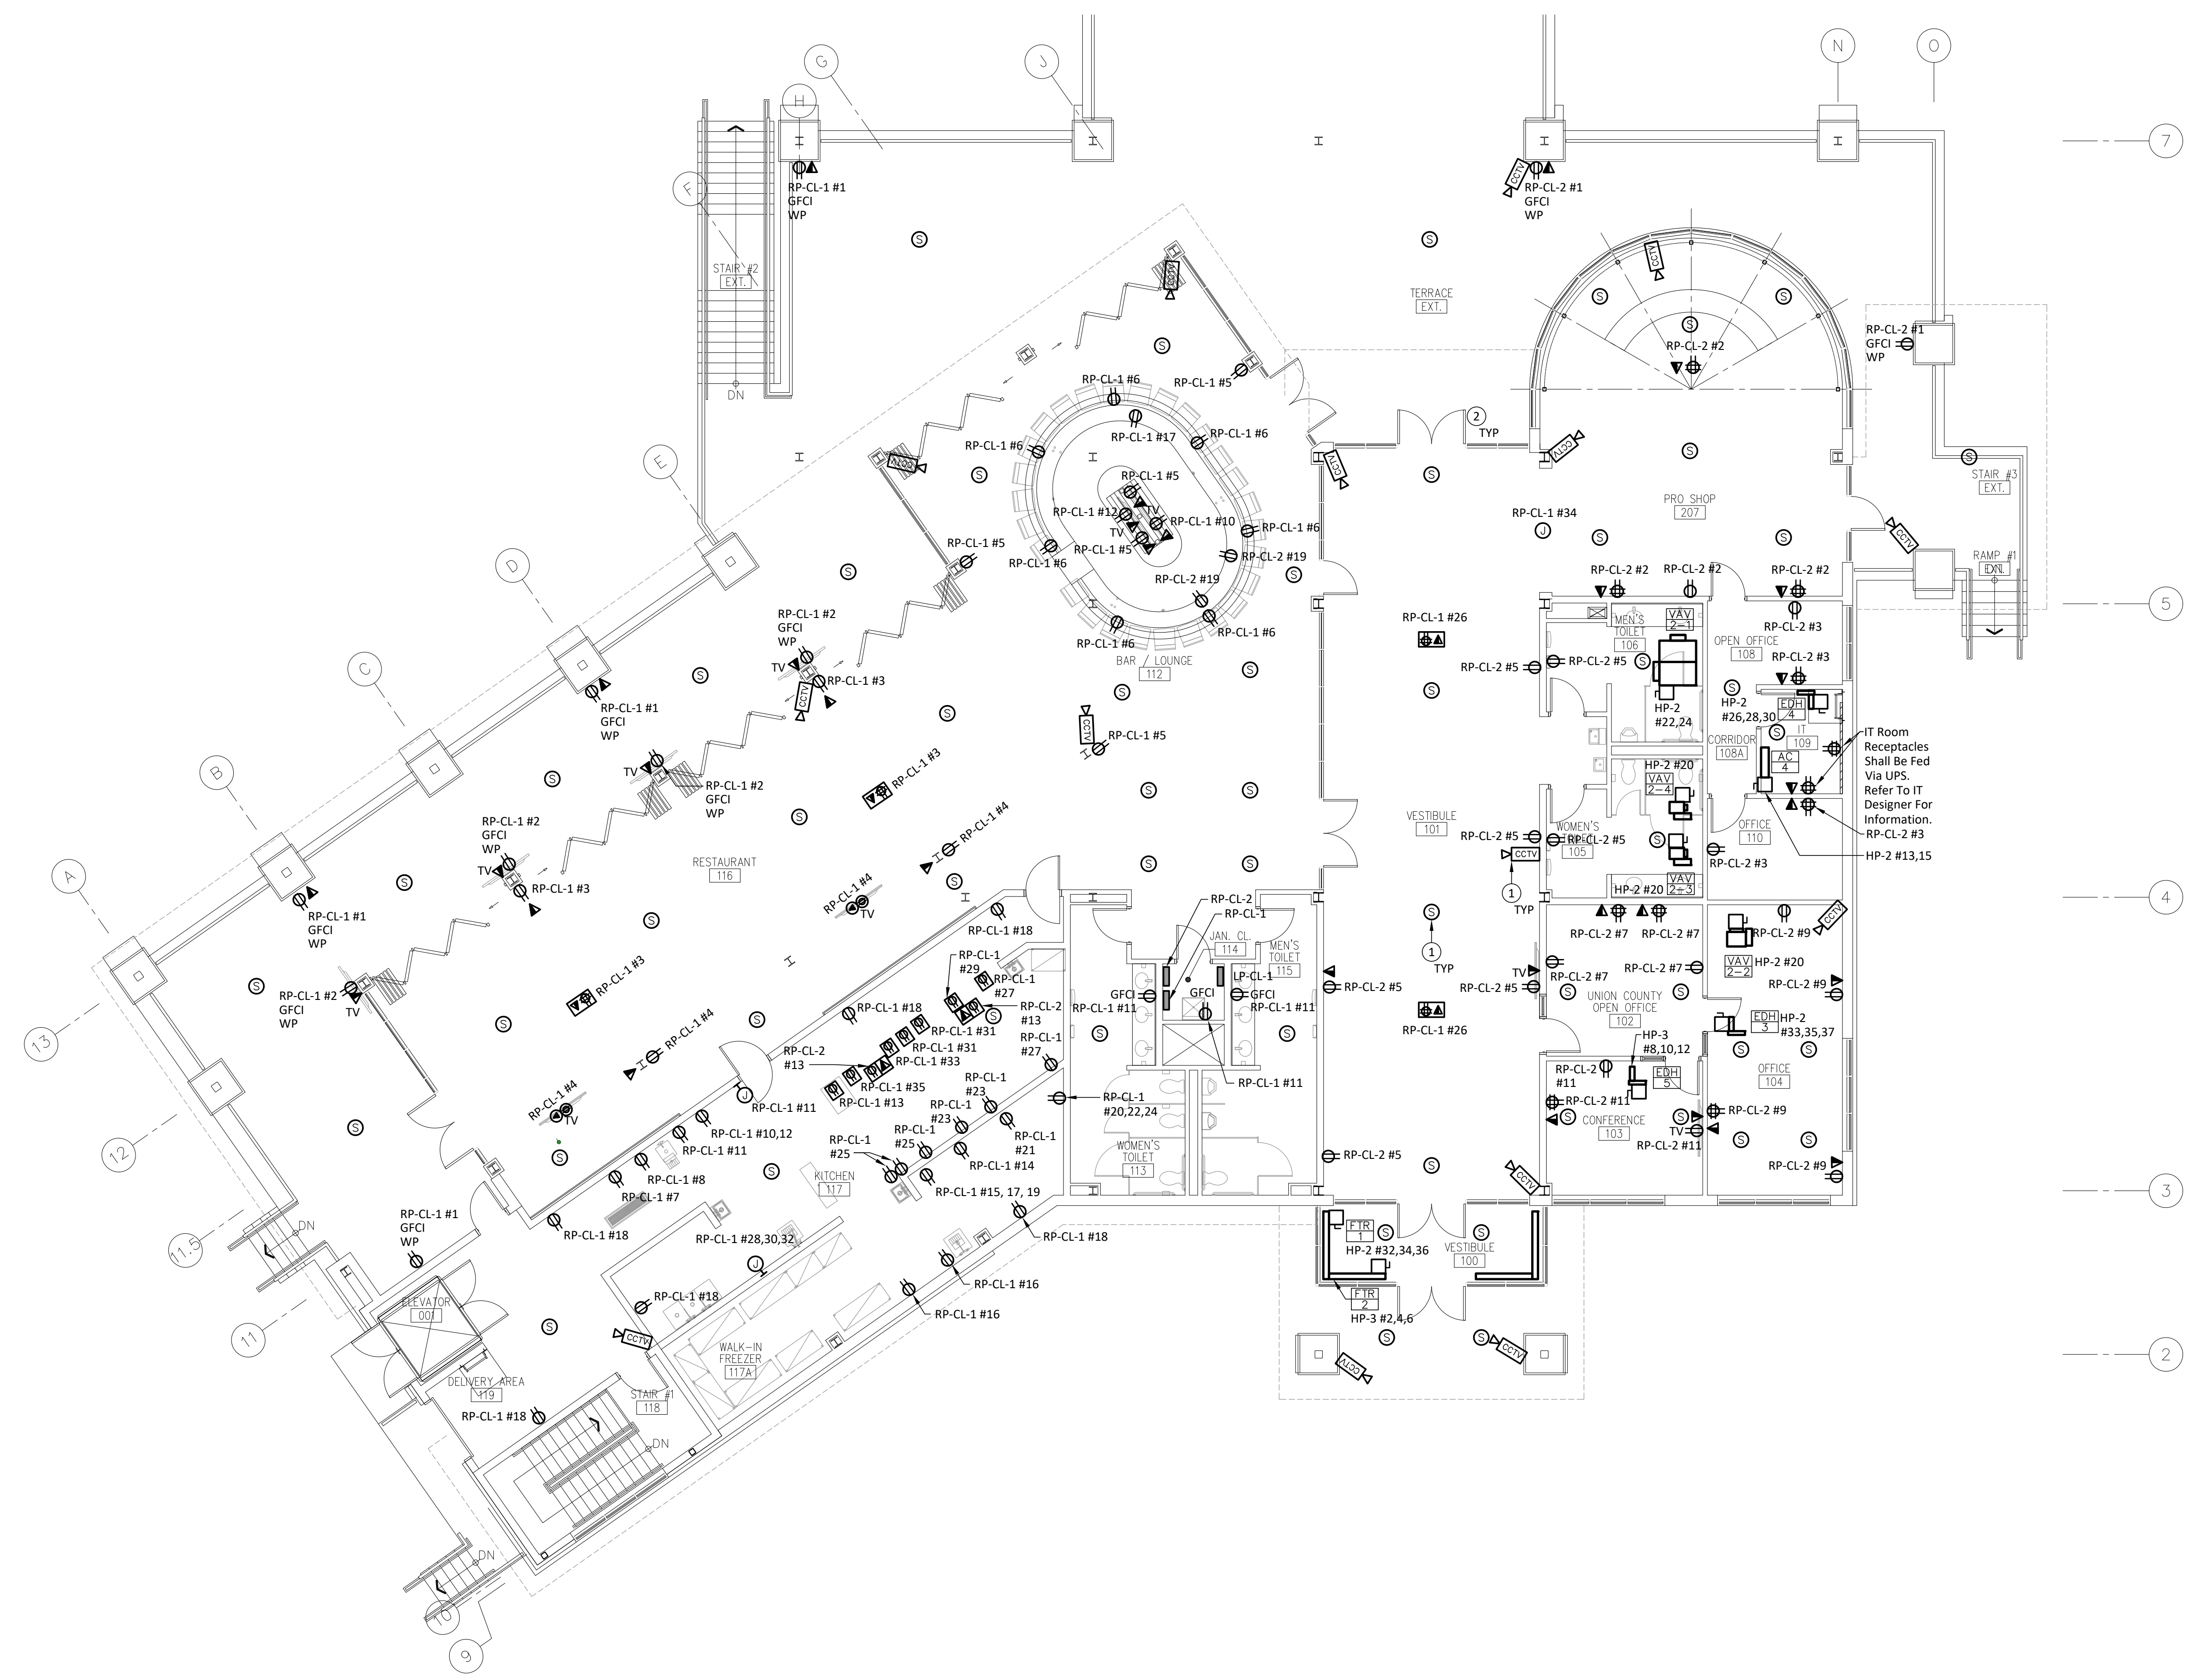 G
J
N
O
H
7
RP-CL-1 #1
GFCI
WP
CCTV
RP-CL-2 #1
GFCI
WP
F
S
S
CCTV
STAIR #2
EXT.
CCTV
TERRACE
EXT.
S
S
S
RP-CL-2 #1
GFCI
WP
RP-CL-2 #2
S
DN
RP-CL-1 #6
RP-CL-1 #5
2
TYP
RP-CL-1 #17
RP-CL-1 #6
RP-CL-1 #6
CCTV
CCTV
CCTV
S
S
S
S
E
STAIR #3
EXT.
RP-CL-1 #5
PRO SHOP
207
RP-CL-1 #12
TV
RP-CL-1 #10
RP-CL-1 #34
J
TV
RP-CL-1 #6
S
S
CCTV
RP-CL-1 #5
RP-CL-1 #5
RP-CL-2 #19
RP-CL-1 #6
RAMP #1
EXT.
DN
D
S
S
RP-CL-2 #2
RP-CL-2 #2
RP-CL-2 #2
RP-CL-2 #19
5
RP-CL-1 #2
GFCI
WP
RP-CL-1 #26
VAV
2-1
MEN'S
TOILET
106
RP-CL-2 #3
RP-CL-1 #6
RP-CL-1 #6
OPEN OFFICE
108
RP-CL-2 #3
C
TV
BAR / LOUNGE
112
RP-CL-2 #5
RP-CL-2 #5
S
S
S
RP-CL-1 #3
CCTV
S
S
S
HP-2
#22,24
HP-2
#26,28,30
EDH
4
RP-CL-1 #1
GFCI
WP
S
CCTV
RP-CL-1 #5
CORRIDOR
108A
S
IT
109
IT Room
Receptacles
Shall Be Fed
Via UPS.
Refer To IT
Designer For
Information.
RP-CL-2 #3
HP-2 #13,15
B
TV
S
RP-CL-1 #3
AC
4
HP-2 #20
VAV
2-4
RP-CL-1 #2
GFCI
WP
S
S
S
RP-CL-1 #2
GFCI
WP
RP-CL-1 #4
VESTIBULE
101
WOMEN'S
105
RP-CL-2 #5
RP-CL-2 #5
S
OFFICE
110
RP-CL-2 #3
CCTV
RESTAURANT
116
TV
S
S
S
S
A
RP-CL-1 #3
RP-CL-1 #4
TV
HP-2 #20
VAV
2-3
1
TYP
4
RP-CL-1 #1
GFCI
WP
S
RP-CL-1 #18
RP-CL-2
RP-CL-1
S
1
TYP
RP-CL-2 #7
RP-CL-2 #7
RP-CL-2 #9
CCTV
JAN. CL.
114
MEN'S
TOILET
115
RP-CL-1
#29
RP-CL-1
#27
LP-CL-1
VAV
2-2
HP-2 #20
RP-CL-1 #3
TV
RP-CL-2 #7
RP-CL-2 #7
RP-CL-2 #9
S
RP-CL-1 #2
GFCI
WP
TV
RP-CL-1 #18
RP-CL-2
#13
S
GFCI
RP-CL-1 #11
GFCI
GFCI
RP-CL-1 #11
RP-CL-2 #5
RP-CL-2 #5
S
S
UNION COUNTY
OPEN OFFICE
102
13
S
RP-CL-1 #4
S
RP-CL-1 #31
RP-CL-1 #31
RP-CL-1 #33
RP-CL-1
#27
S
S
RP-CL-1 #26
EDH
3
HP-2
#33,35,37
HP-3
#8,10,12
S
S
RP-CL-2
#13
RP-CL-1 #35
RP-CL-1 #13
RP-CL-1
#23
RP-CL-1 #11
RP-CL-2
#11
EDH
5
OFFICE
104
RP-CL-1 #4
TV
J
RP-CL-1 #11
RP-CL-1
#23
RP-CL-1
#20,22,24
RP-CL-2 #11
S
S
CONFERENCE
103
TV
RP-CL-2 #11
RP-CL-2 #9
S
S
12
S
RP-CL-1 #10,12
RP-CL-1 #11
RP-CL-1
#25
RP-CL-1
#25
RP-CL-1
#21
RP-CL-1 #14
WOMEN'S
TOILET
113
S
S
RP-CL-1 #8
RP-CL-1 #7
S
KITCHEN
117
RP-CL-1 #15, 17, 19
RP-CL-2 #5
S
CCTV
RP-CL-2 #9
3
RP-CL-1 #1
GFCI
WP
DN
RP-CL-1 #18
RP-CL-1 #28,30,32
RP-CL-1 #18
FTR
1
S
S
HP-2 #32,34,36
VESTIBULE
100
11.5
J
RP-CL-1 #16
RP-CL-1 #16
RP-CL-1 #18
FTR
2
HP-3 #2,4,6
11
ELEVATOR
001
S
CCTV
S
S
CCTV
CCTV
2
WALK-IN
FREEZER
117A
DELIVERY AREA
119
STAIR #1
118
RP-CL-1 #18
DN
DN
10
9